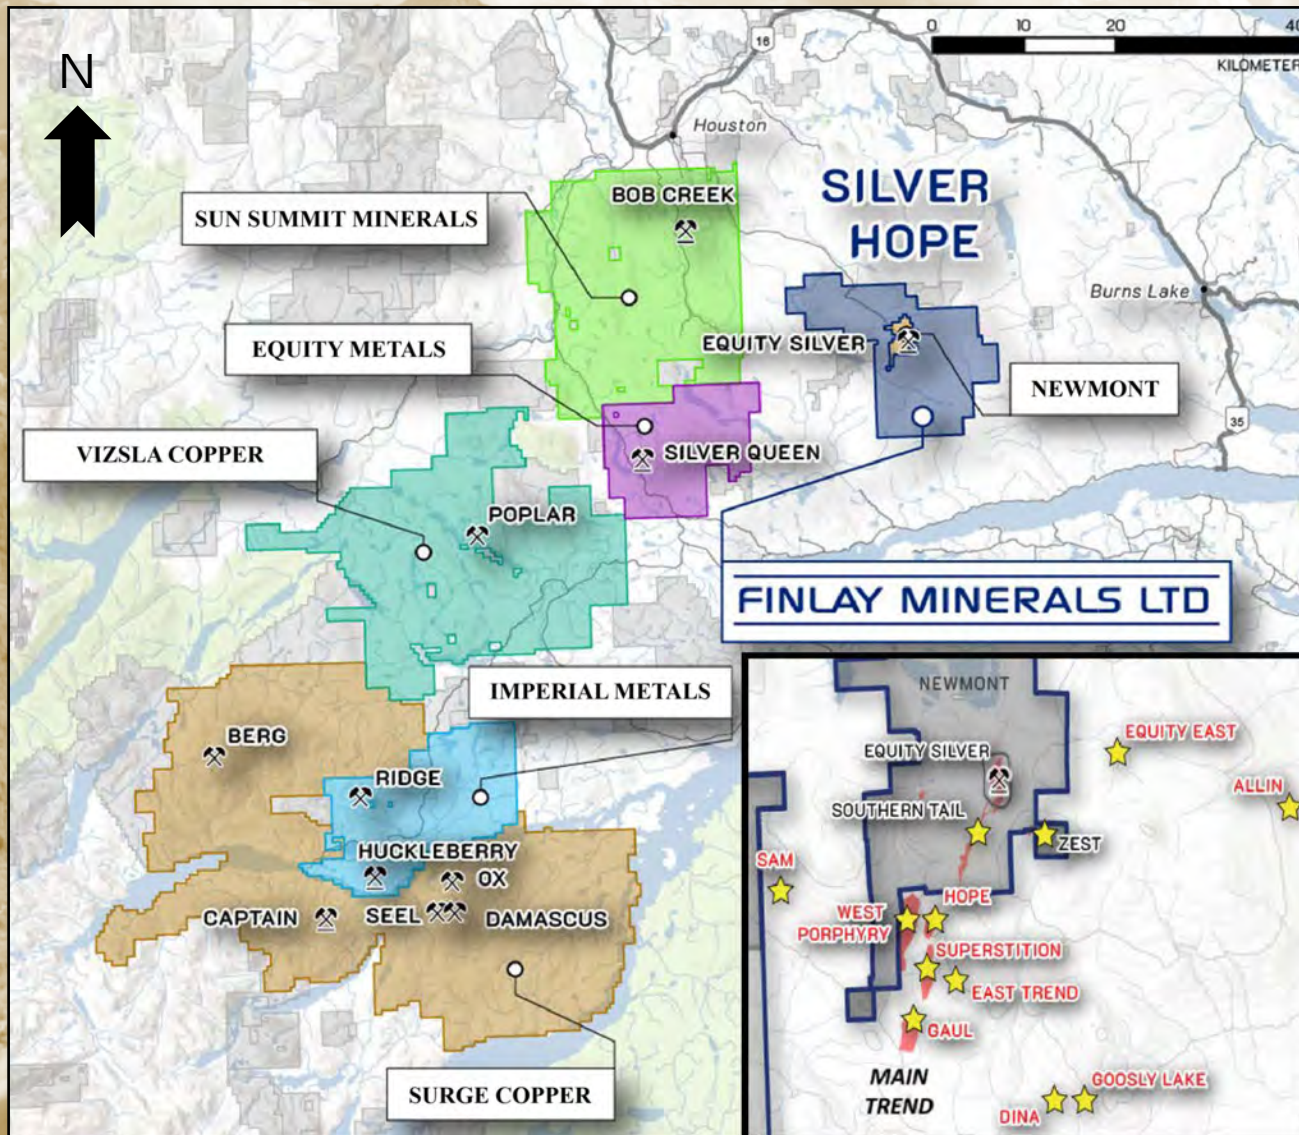 0 10 20 40
KILOMETER
N
16
Houston
SILVER
HOPE
BOB CREEK
SUN SUMMIT MINERALS
Burns Lake
EQUITY METALS
EQUITY SILVER
NEWMONT
35
VIZSLA COPPER
SILVER QUEEN
POPLAR
FINLAY MINERALS LTD
IMPERIAL METALS
BERG
RIDGE
HUCKLEBERRY
OX
CAPTAIN
SEEL
DAMASCUS
SURGE COPPER
NEWMONT
EQUITY EAST
EQUITY SILVER
ALLIN
SOUTHERN TAIL
ZEST
SAM
HOPE
WEST
PORPHYRY
SUPERSTITION
EAST TREND
GAUL
MAIN
TREND
GOOSLY LAKE
DINA